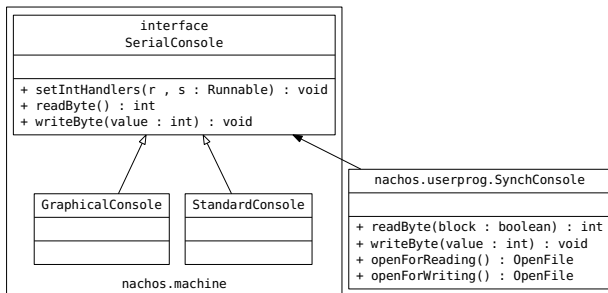 interface
SerialConsole
+ setIntHandlers(r , s : Runnable) : void
+ readByte() : int
+ writeByte(value : int) : void
GraphicalConsole
StandardConsole
nachos.machine
nachos.userprog.SynchConsole
+ readByte(block : boolean) : int
+ writeByte(value : int) : void
+ openForReading() : OpenFile
+ openForWriting() : OpenFile